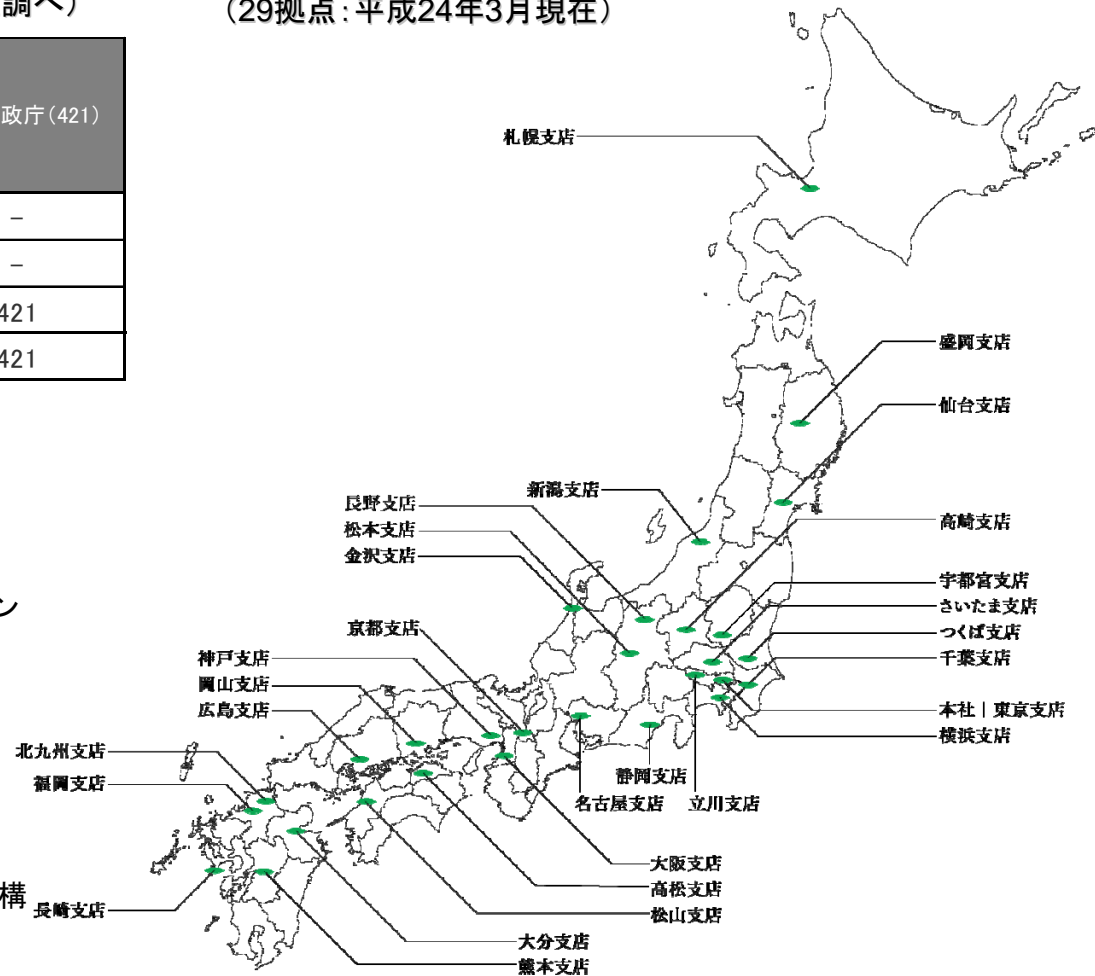 調べ）
（29拠点：平成24年3月現在）
政庁（421）
－
－
421
421
札幌支店
盛岡支店
仙台支店
新潟支店
長野支店
松本支店
金沢支店
高崎支店
宇都宮支店
さいたま支店
つくば支店
千葉支店
本社｜東京支店
横浜支店
ン
京都支店
神戸支店
岡山支店
広島支店
北九州支店
福岡支店
静岡支店
名古屋支店
立川支店
大阪支店
高松支店
松山支店
構
長崎支店
大分支店
熊本支店